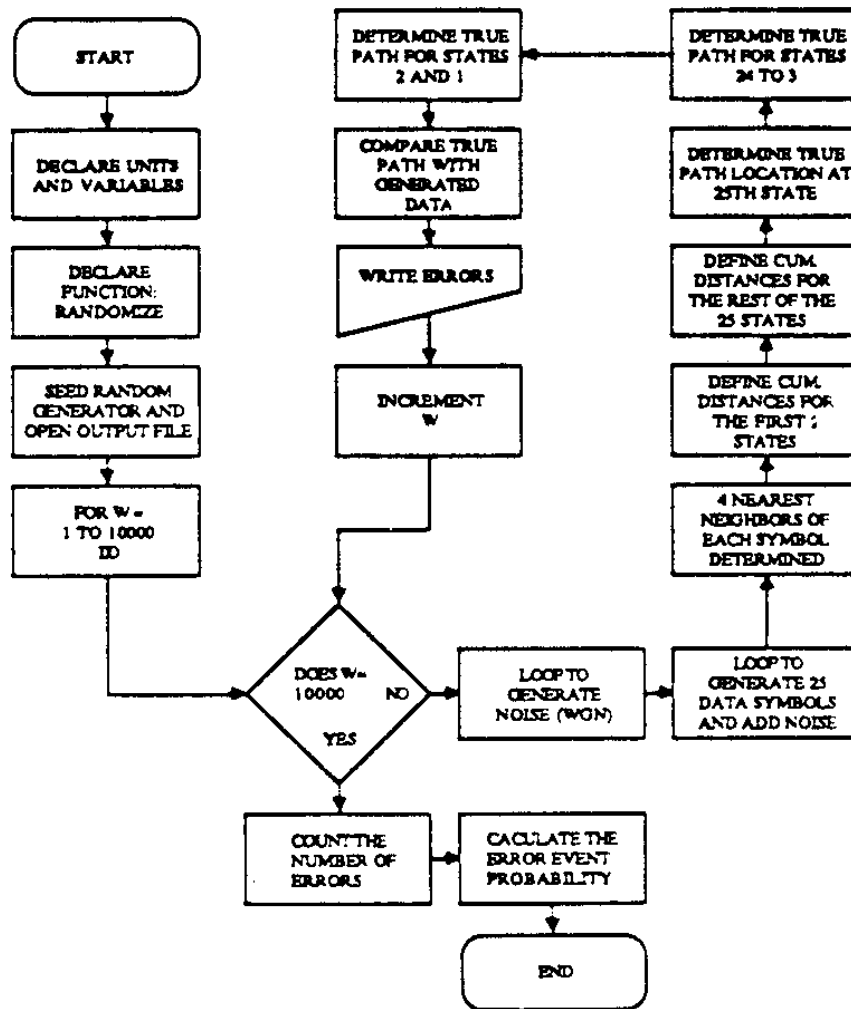 START
DECLARE UNITS
AND VARIABLES
DECLARE
FUNCTION:
RANDOMIZE
SEED RANDOM
GENERATOR AND
OPEN OUTPUT FILE
FOR W =
1 TO 10000
DO
DOES W =
10000 NO
YES
LOOP TO
GENERATE
NOISE (WGN)
LOOP TO
GENERATE 25
DATA SYMBOLS
AND ADD NOISE
4 NEAREST
NEIGHBORS OF
EACH SYMBOL
DETERMINED
DEFINE CUM.
DISTANCES FOR
THE FIRST
STATES
DEFINE CUM.
DISTANCES FOR
THE REST OF THE
25 STATES
DETERMINE TRUE
PATH LOCATION AT
25TH STATE
DETERMINE TRUE
PATH FOR STATES
24 TO 3
DETERMINE TRUE
PATH FOR STATES
2 AND 1
COMPARE TRUE
PATH WITH
GENERATED
DATA
WRITE ERRORS
INCREMENT
W
COUNT THE
NUMBER OF
ERRORS
CACULATE THE
ERROR EVENT
PROBABILITY
END